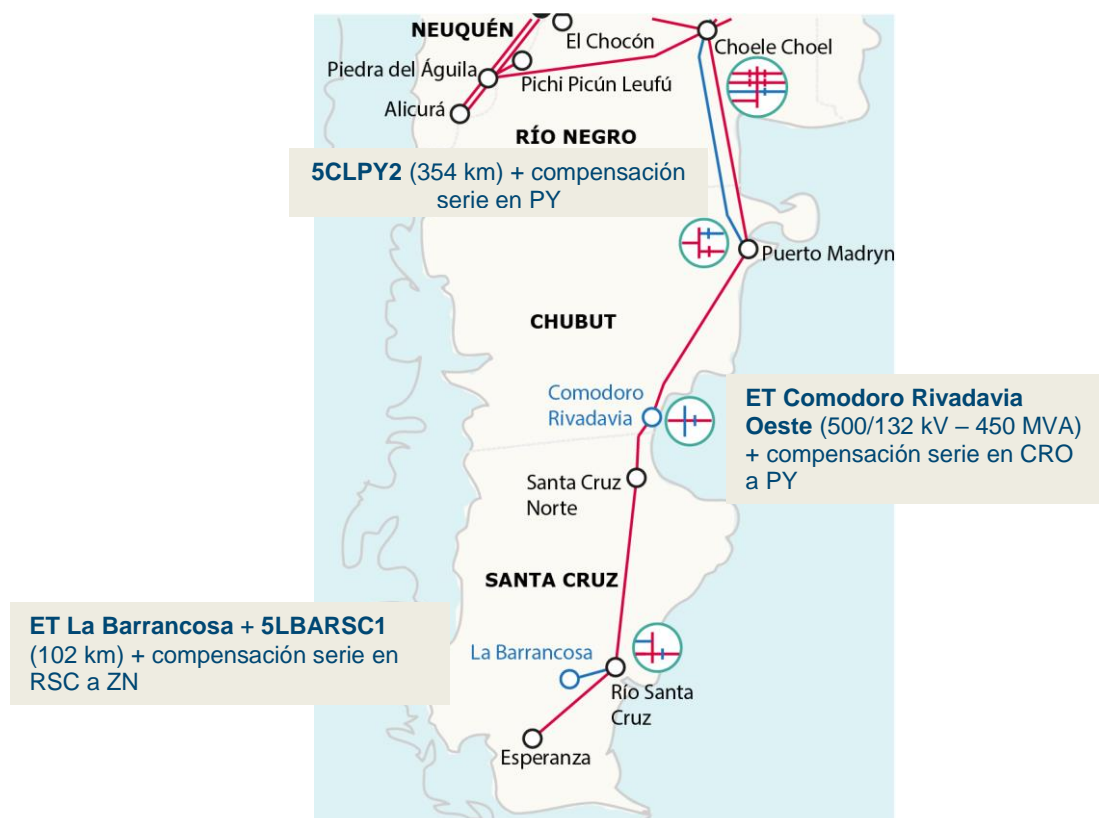 NEUQUÉN
El Chocón
Choele Choel
Piedra del Águila
Pichi Picún Leufú
Alicurá
RÍO NEGRO
5CLPY2 (354 km) + compensación
serie en PY
Puerto Madryn
CHUBUT
Comodoro
Rivadavia
ET Comodoro Rivadavia
Oeste (500/132 kV – 450 MVA)
+ compensación serie en CRO
a PY
Santa Cruz
Norte
SANTA CRUZ
ET La Barrancosa + 5LBARSC1
(102 km) + compensación serie en
RSC a ZN
La Barrancosa
Río Santa
Cruz
Esperanza